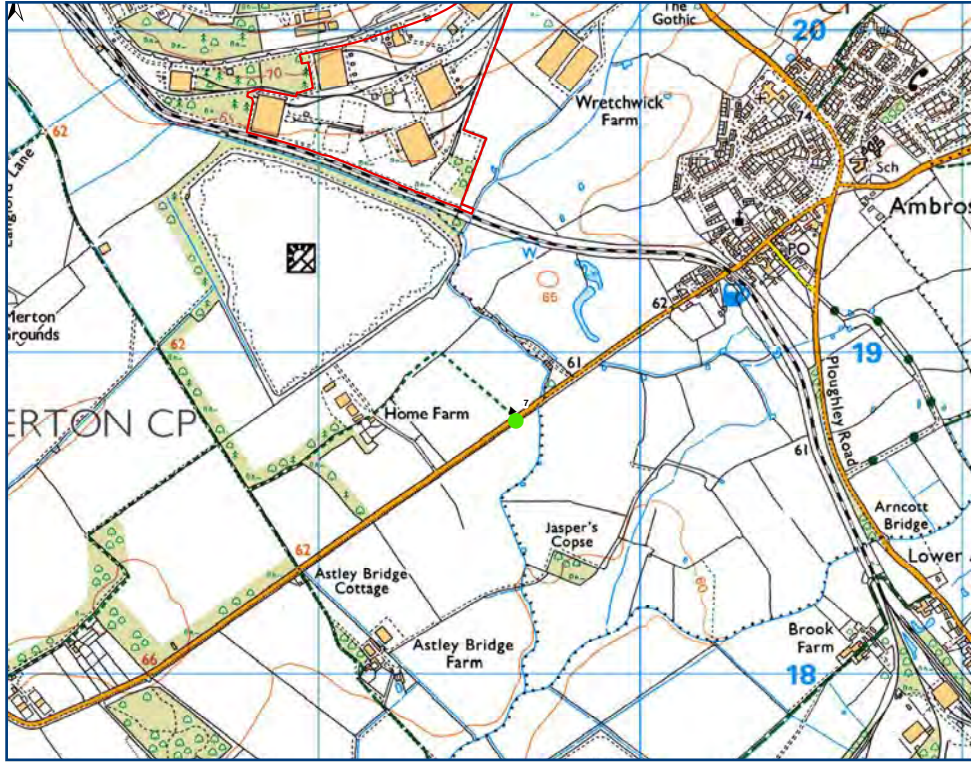 The
Gothic
20
70
65
Wretchwick
Farm
74
62
Sch
Ambros
PO
W
65
62
Merton
Grounds
62
61
19
7
ERTON CP
Home Farm
Ploughley Road
61
Jasper's
Copse
Arncott
Bridge
62
60
Lower
Astley Bridge
Cottage
Brook
Farm
Astley Bridge
Farm
66
18